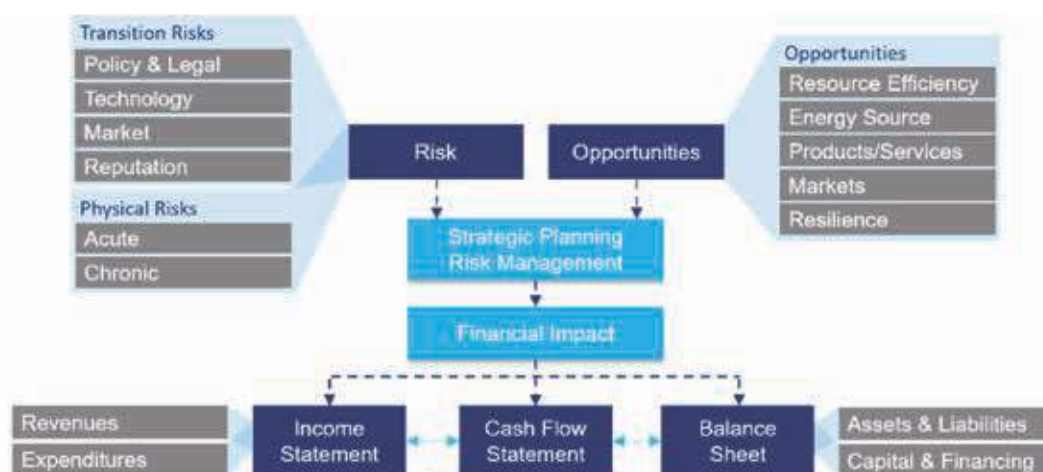 Transition Risks
Policy & Legal
Technology
Market
Reputation
Physical Risks
Acute
Chronic
Risk
Opportunities
Opportunities
Resource Efficiency
Energy Source
Products/Services
Markets
Resilience
Strategic Planning
Risk Management
Financial Impact
Revenues
Expenditures
Income
Statement
Cash Flow
Statement
Balance
Sheet
Assets & Liabilities
Capital & Financing